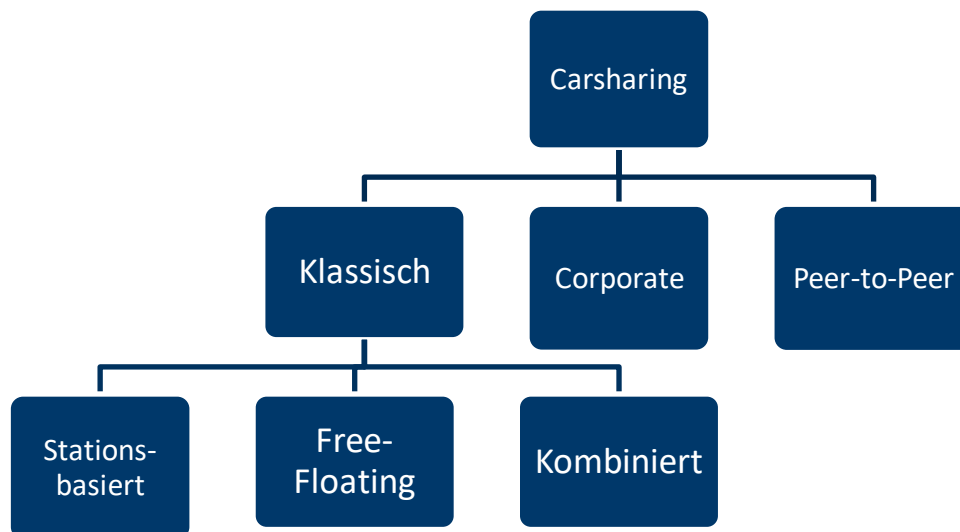 Carsharing
Klassisch
Corporate
Peer-to-Peer
Stations-
basiert
Free-
Floating
Kombiniert